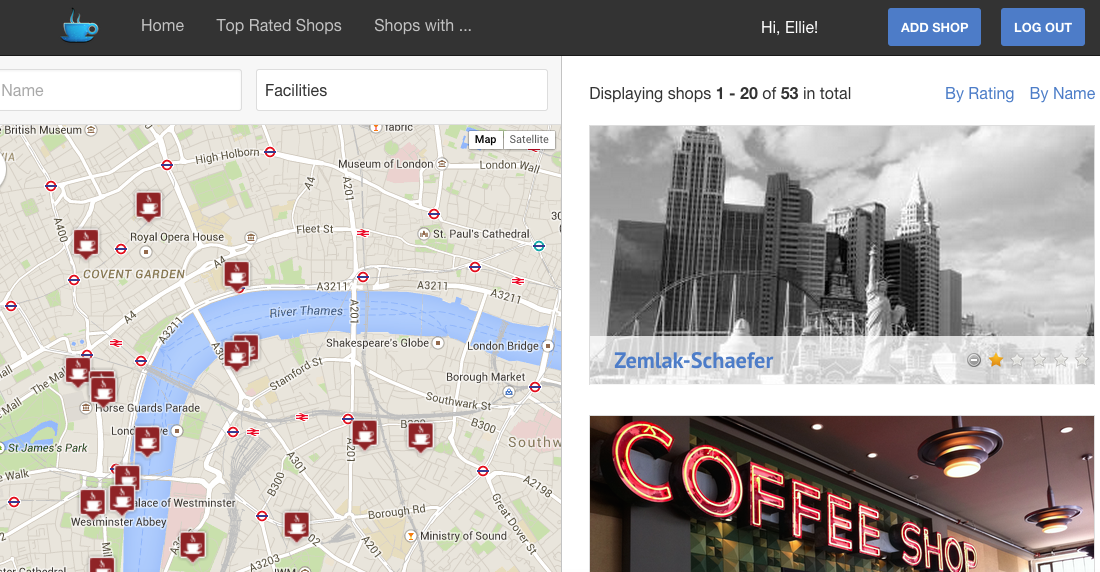 Home
Top Rated Shops
Shops with ...
Hi, Ellie!
ADD SHOP
LOG OUT
Name
Facilities
Displaying shops 1 - 20 of 53 in total
By Rating
By Name
British Museum
fabric
Map
Satellite
High Holborn
Museum of London
London Wall
A4
A201
A400
Royal Opera House
Fleet St
St. Paul's Cathedral
COVENT GARDEN
A4
A3211
A3211
A3211
River Thames
A201
A4
A3211
Shakespeare's Globe
London Bridge
The Mall
Stamford St
Borough Market
Southwark St
Horse Guards Parade
B300
Southw
St James's Park
A301
A201
Walk
B300
A2198
Palace of Westminster
Westminster Abbey
Borough Rd
Great Dover St
Ministry of Sound
A201
IWM
Zemlak-Schaefer
COFFEE SHOP